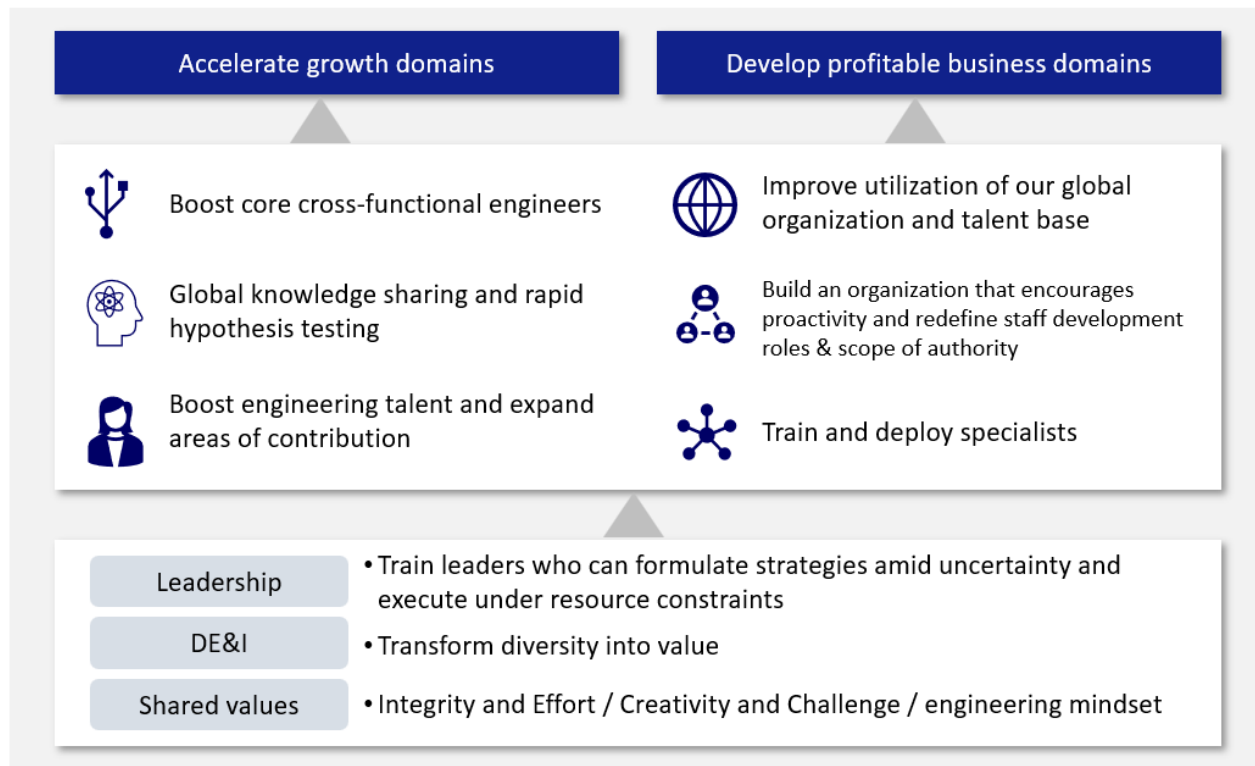 Accelerate growth domains
Develop profitable business domains
Boost core cross-functional engineers
Global knowledge sharing and rapid
hypothesis testing
Boost engineering talent and expand
areas of contribution
Improve utilization of our global
organization and talent base
Build an organization that encourages
proactivity and redefine staff development
roles & scope of authority
Train and deploy specialists
Leadership
• Train leaders who can formulate strategies amid uncertainty and
execute under resource constraints
DE&I
• Transform diversity into value
Shared values
• Integrity and Effort / Creativity and Challenge / engineering mindset